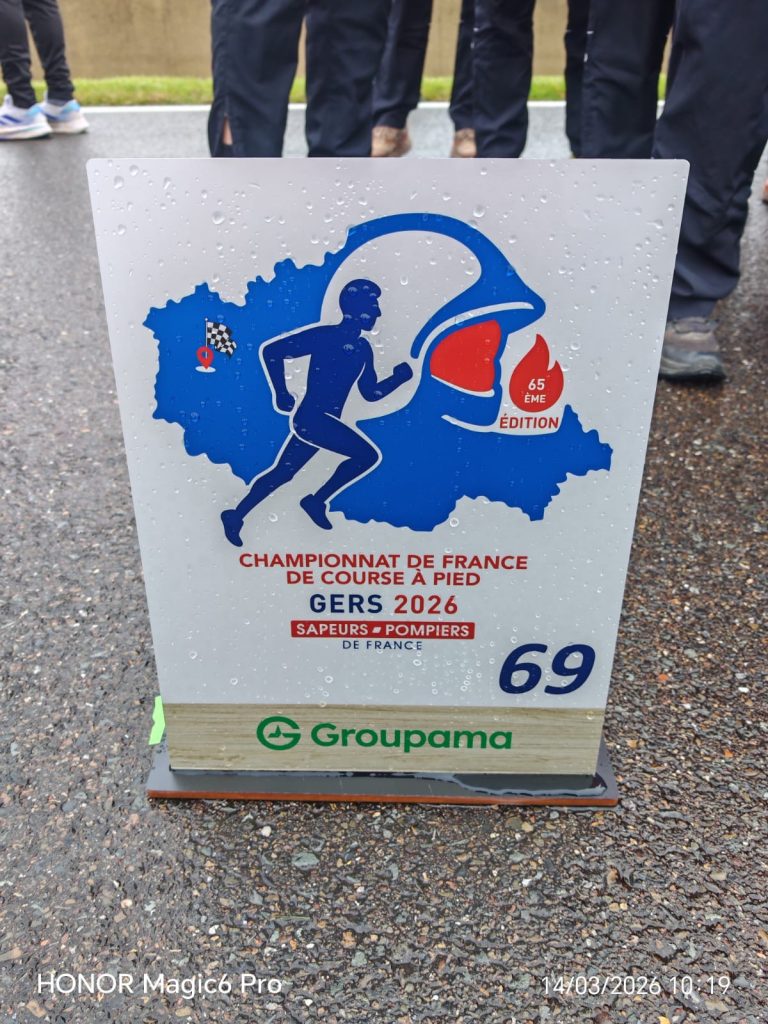 65
ÈME
ÉDITION
CHAMPIONNAT DE FRANCE
DE COURSE À PIED
GERS 2026
SAPEURS-POMPIERS
DE FRANCE
69
Groupama
HONOR Magic6 Pro
14/03/2026 10:19